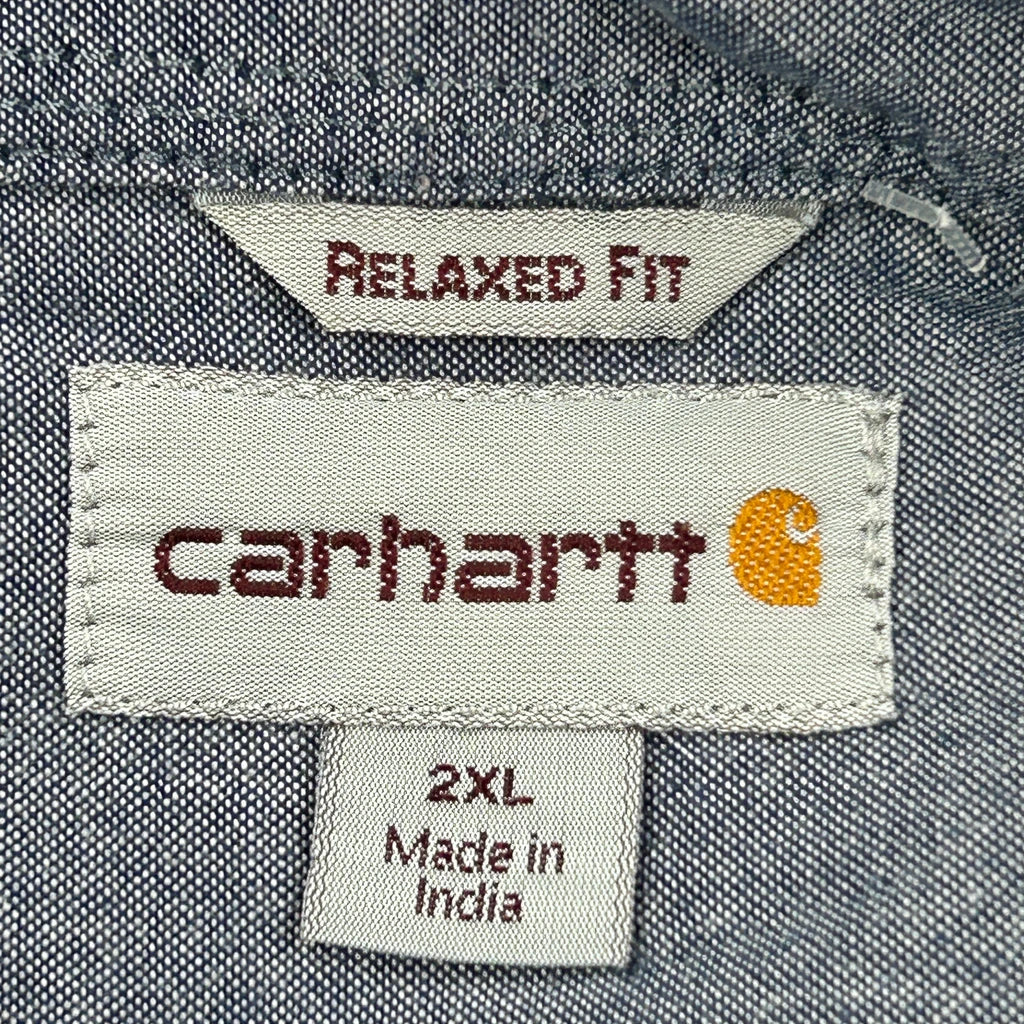 RELAXED FIT
carhartt
2XL
Made in
India